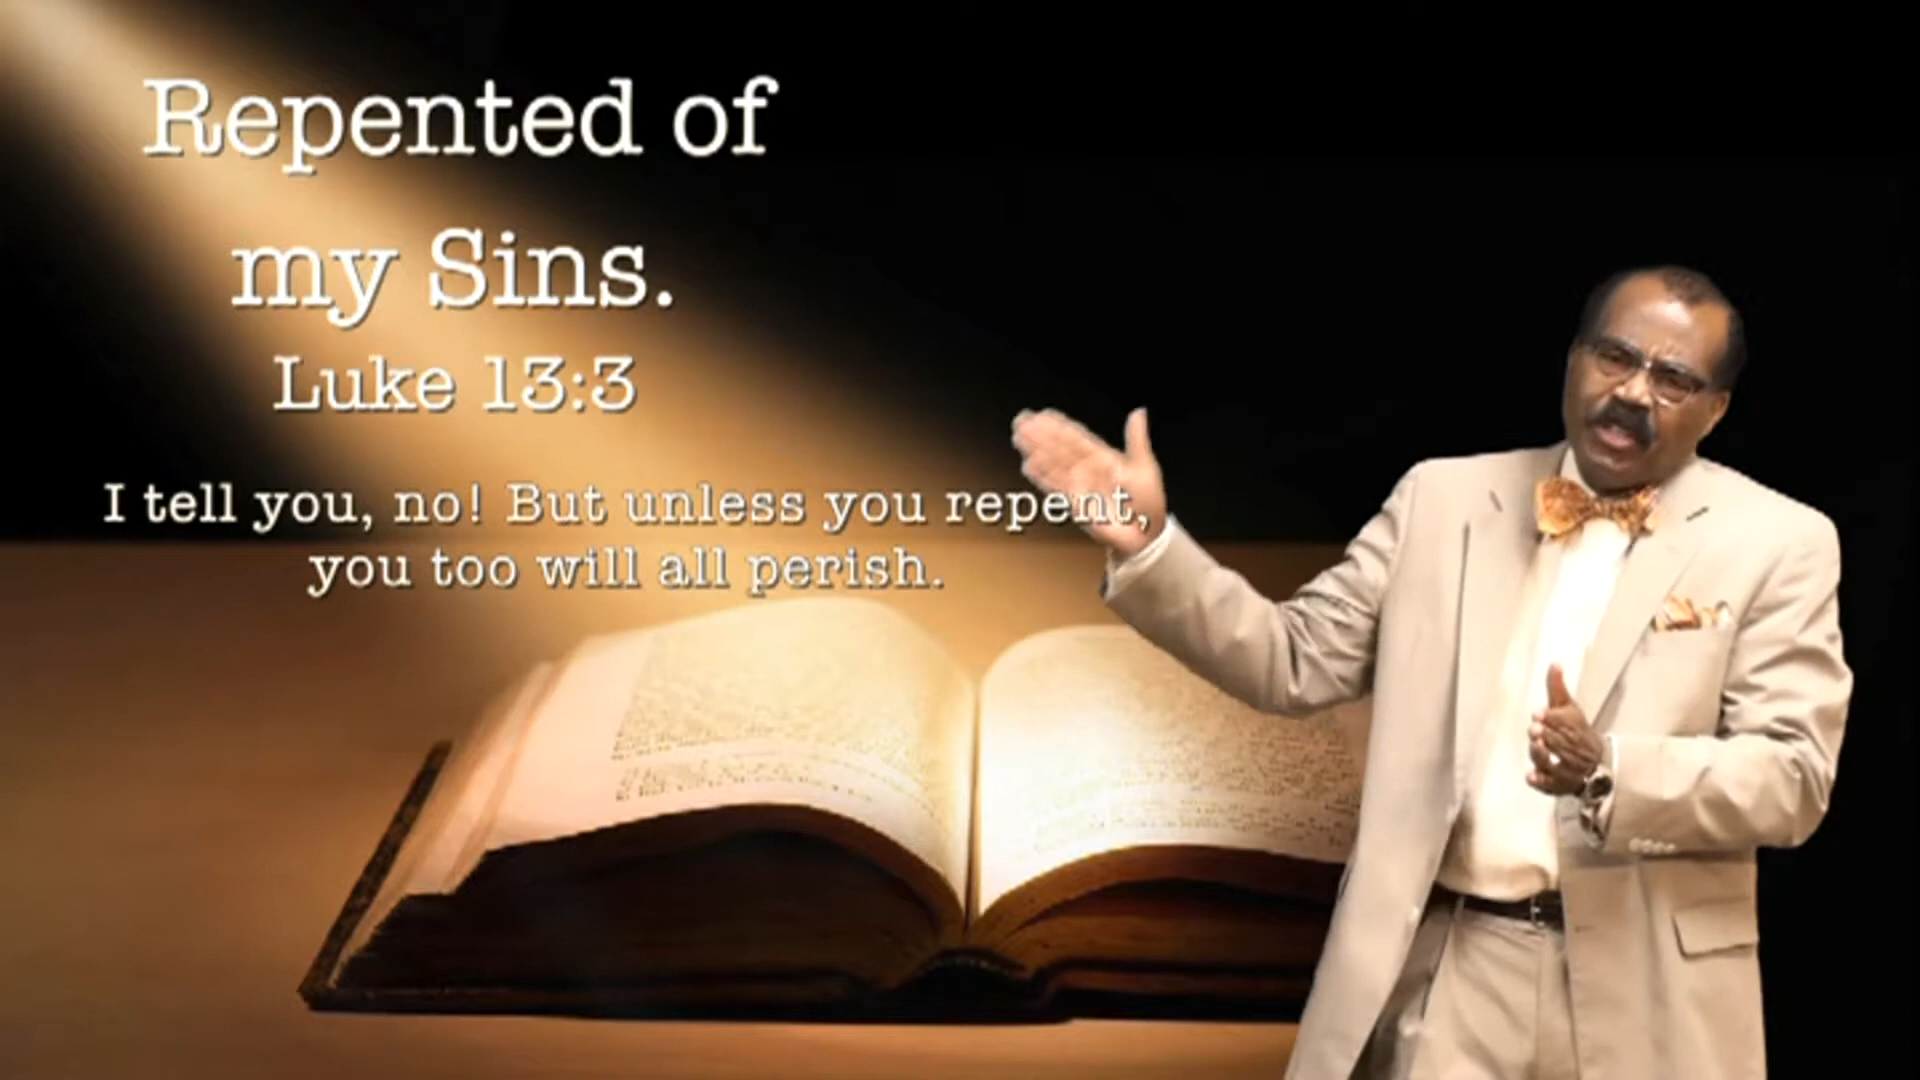 Repented of
my Sins.
Luke 13:3
I tell you, no! But unless you repent,
you too will all perish.